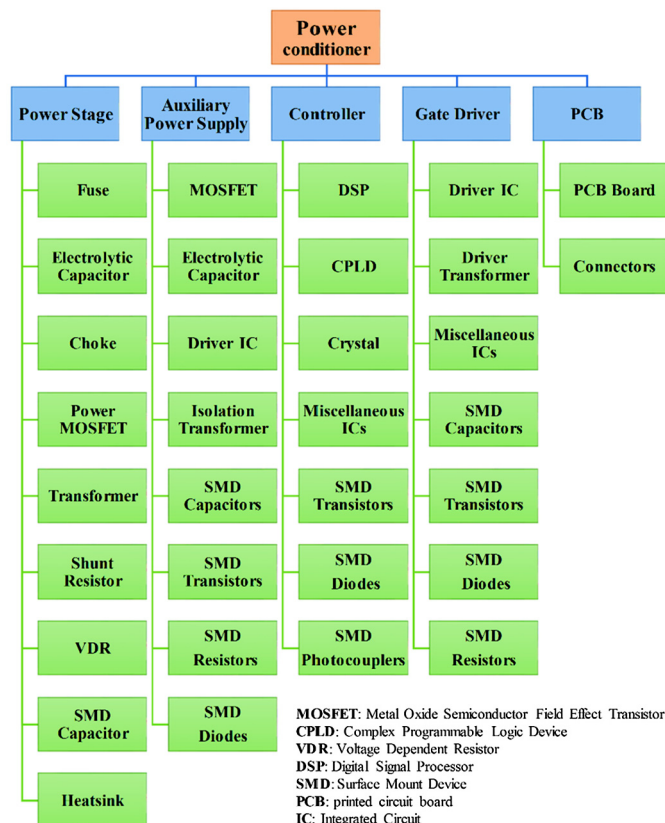 Power
conditioner
Power Stage
Auxiliary
Power Supply
Controller
Gate Driver
PCB
Fuse
MOSFET
DSP
Driver IC
PCB Board
Electrolytic
Capacitor
Electrolytic
Capacitor
CPLD
Driver
Transformer
Connectors
Choke
Driver IC
Crystal
Miscellaneous
ICs
Power
MOSFET
Isolation
Transformer
Miscellaneous
ICs
SMD
Capacitors
Transformer
SMD
Capacitors
SMD
Transistors
SMD
Transistors
Shunt
Resistor
SMD
Transistors
SMD
Diodes
SMD
Diodes
VDR
SMD
Resistors
SMD
Photocouplers
SMD
Resistors
SMD
Capacitor
SMD
Diodes
Heatsink
MOSFET: Metal Oxide Semiconductor Field Effect Transistor
CPLD: Complex Programmable Logic Device
VDR: Voltage Dependent Resistor
DSP: Digital Signal Processor
SMD: Surface Mount Device
PCB: printed circuit board
IC: Integrated Circuit